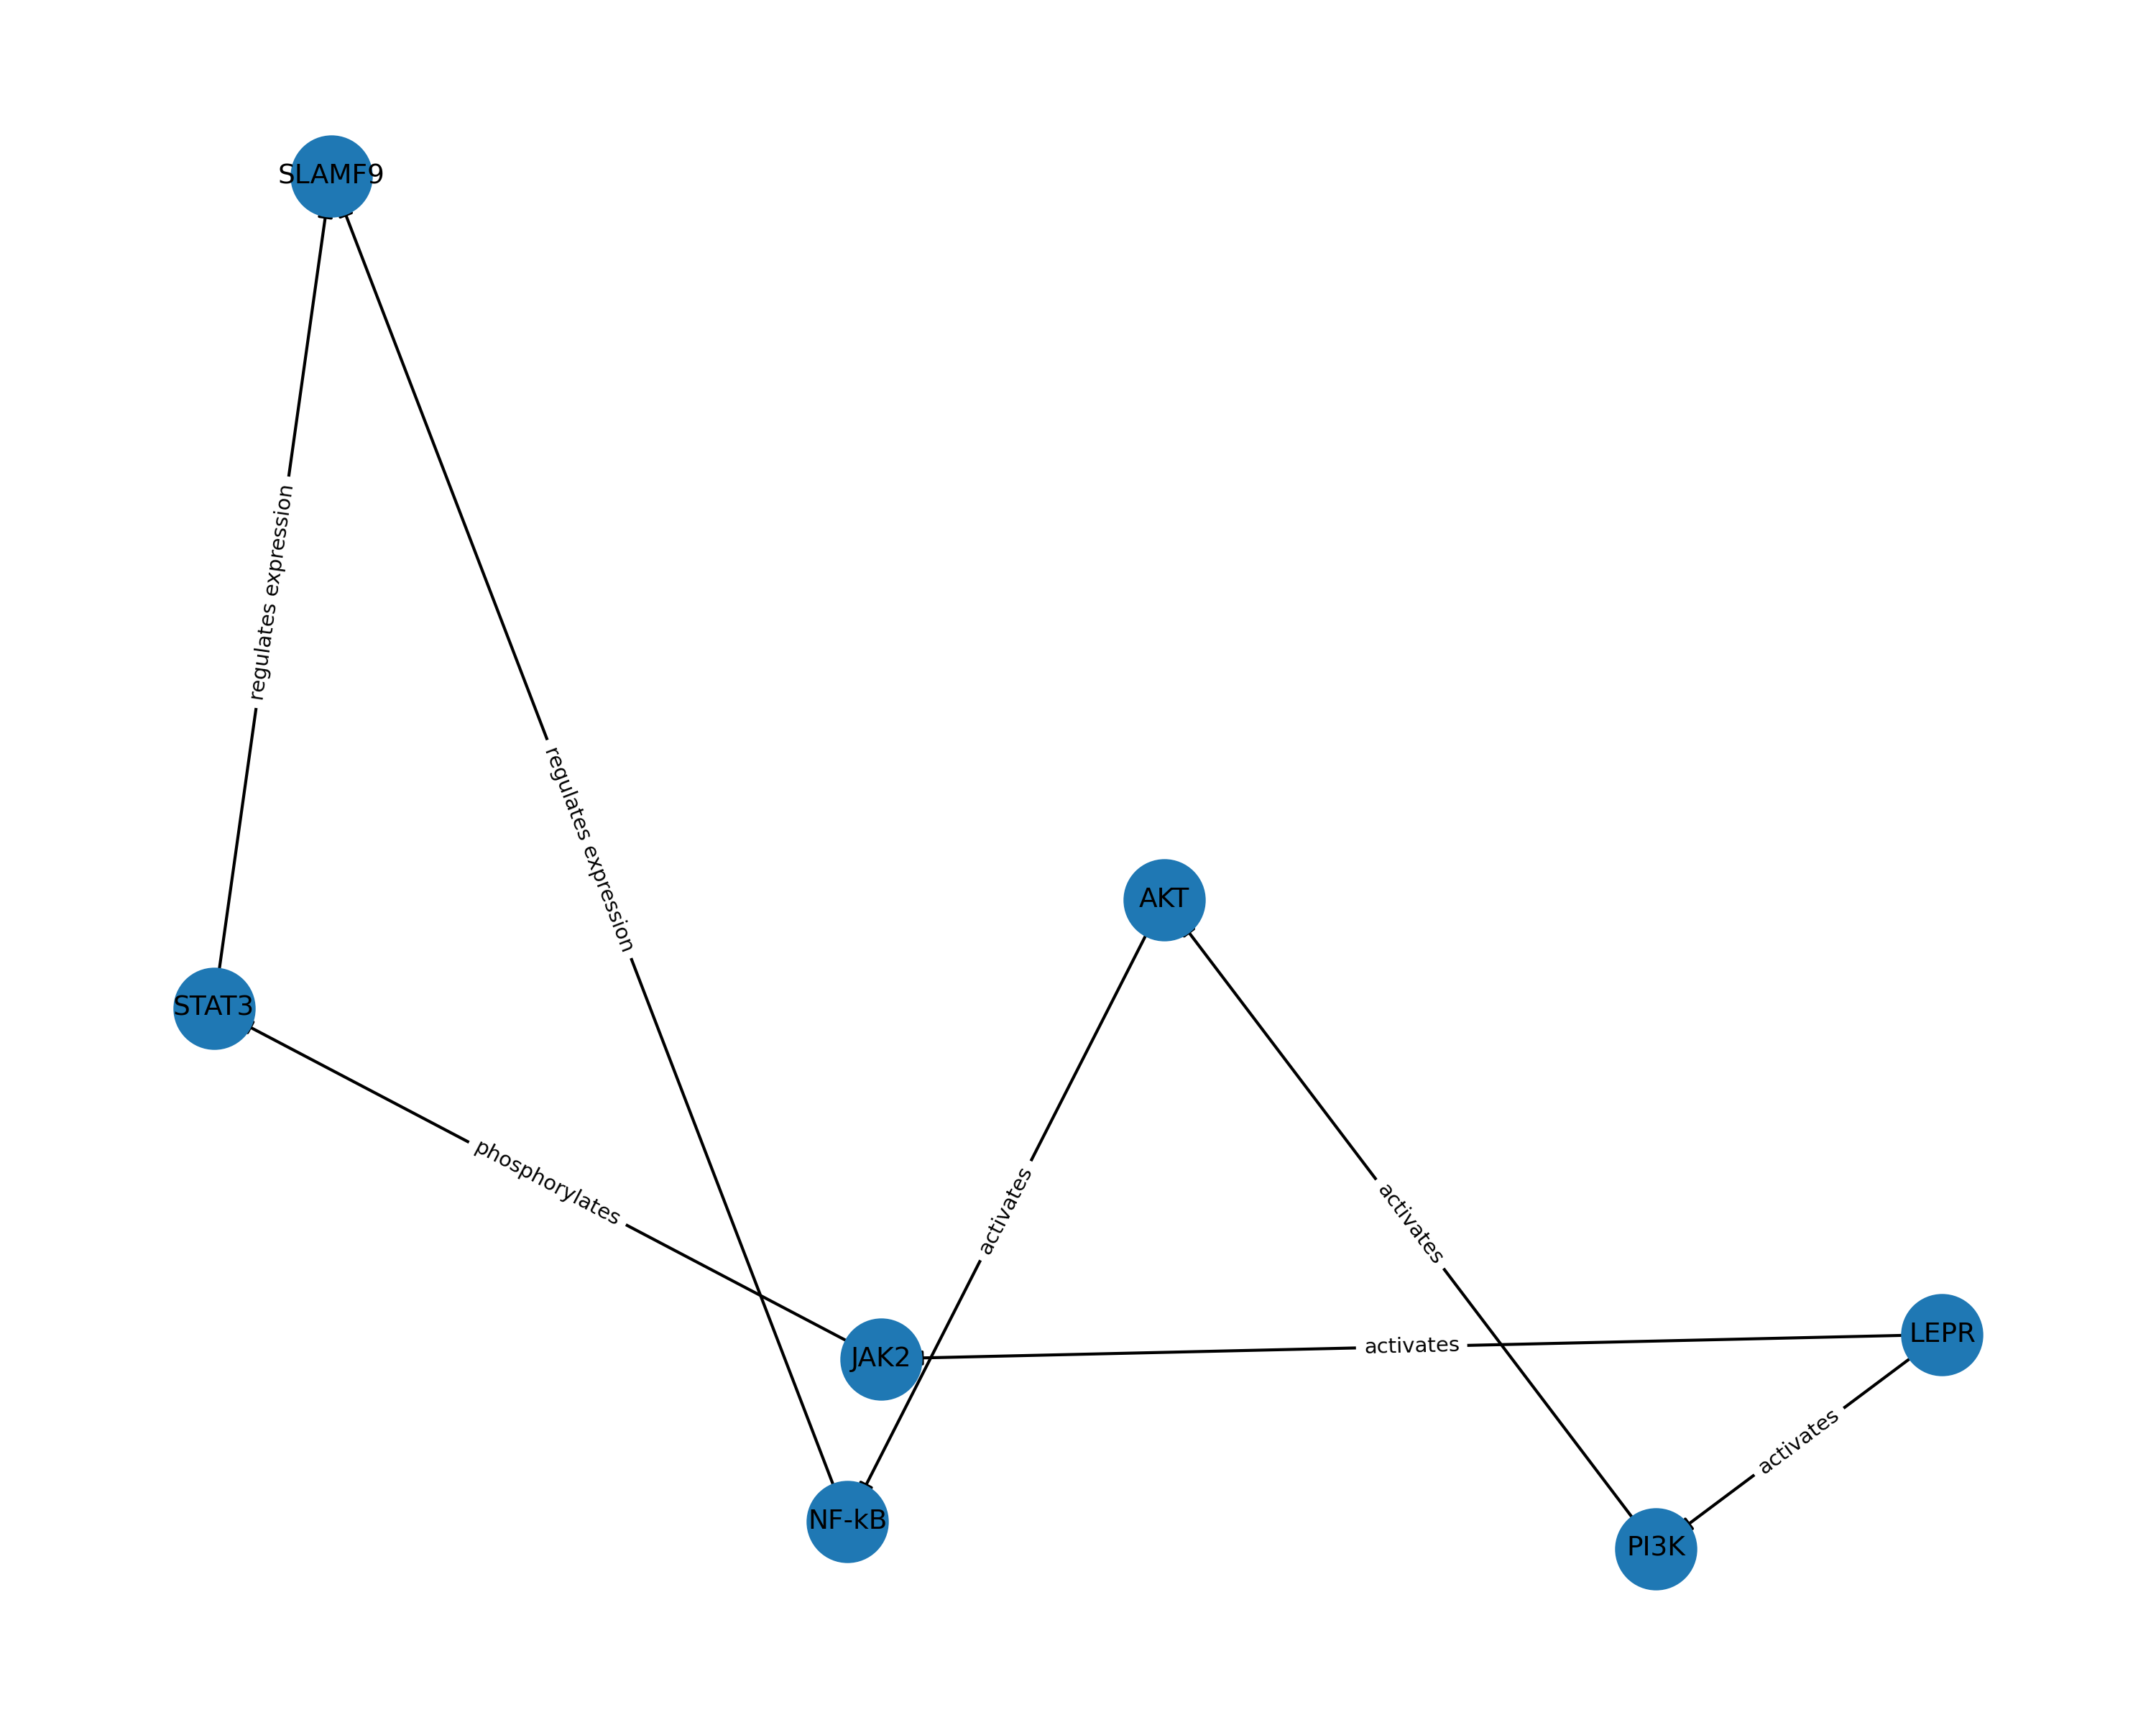 SLAMF9
regulates expression
regulates expression
AKT
STAT3
phosphorylates
activates
activates
LEPR
activates
JAK2
activates
NF-kB
PI3K